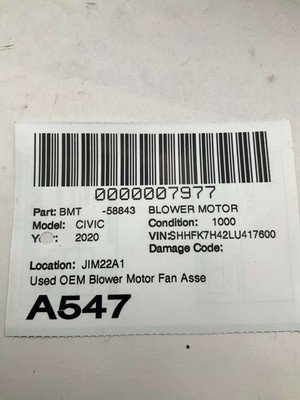 0000007977
Part: BMT -58843 BLOWER MOTOR
Model: CIVIC Condition: 1000
Year: 2020 VIN:SHHFK7H42LU417600
Damage Code:
Location: JIM22A1
Used OEM Blower Motor Fan Asse
A547